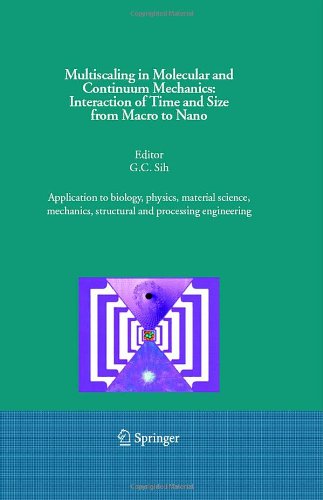 Multiscaling in Molecular and
Continuum Mechanics:
Interaction of Time and Size
from Macro to Nano
Editor
G.C. Sih
Application to biology, physics, material science,
mechanics, structural and processing engineering
Springer